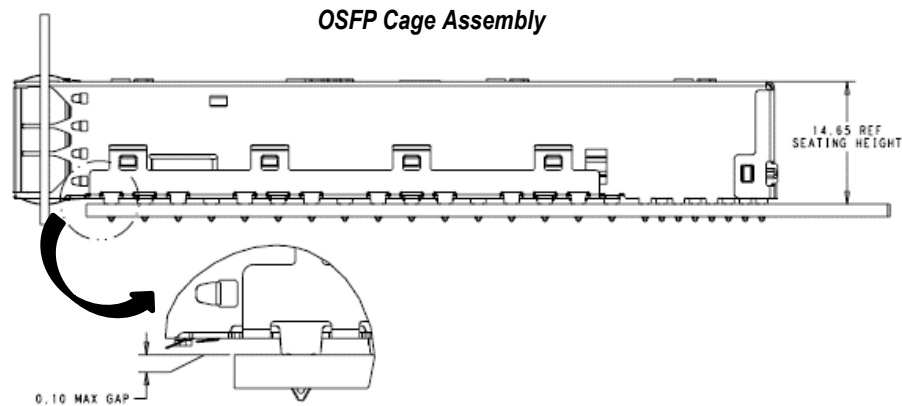 OSFP Cage Assembly
14.65 REF
SEATING HEIGHT
0.10 MAX GAP